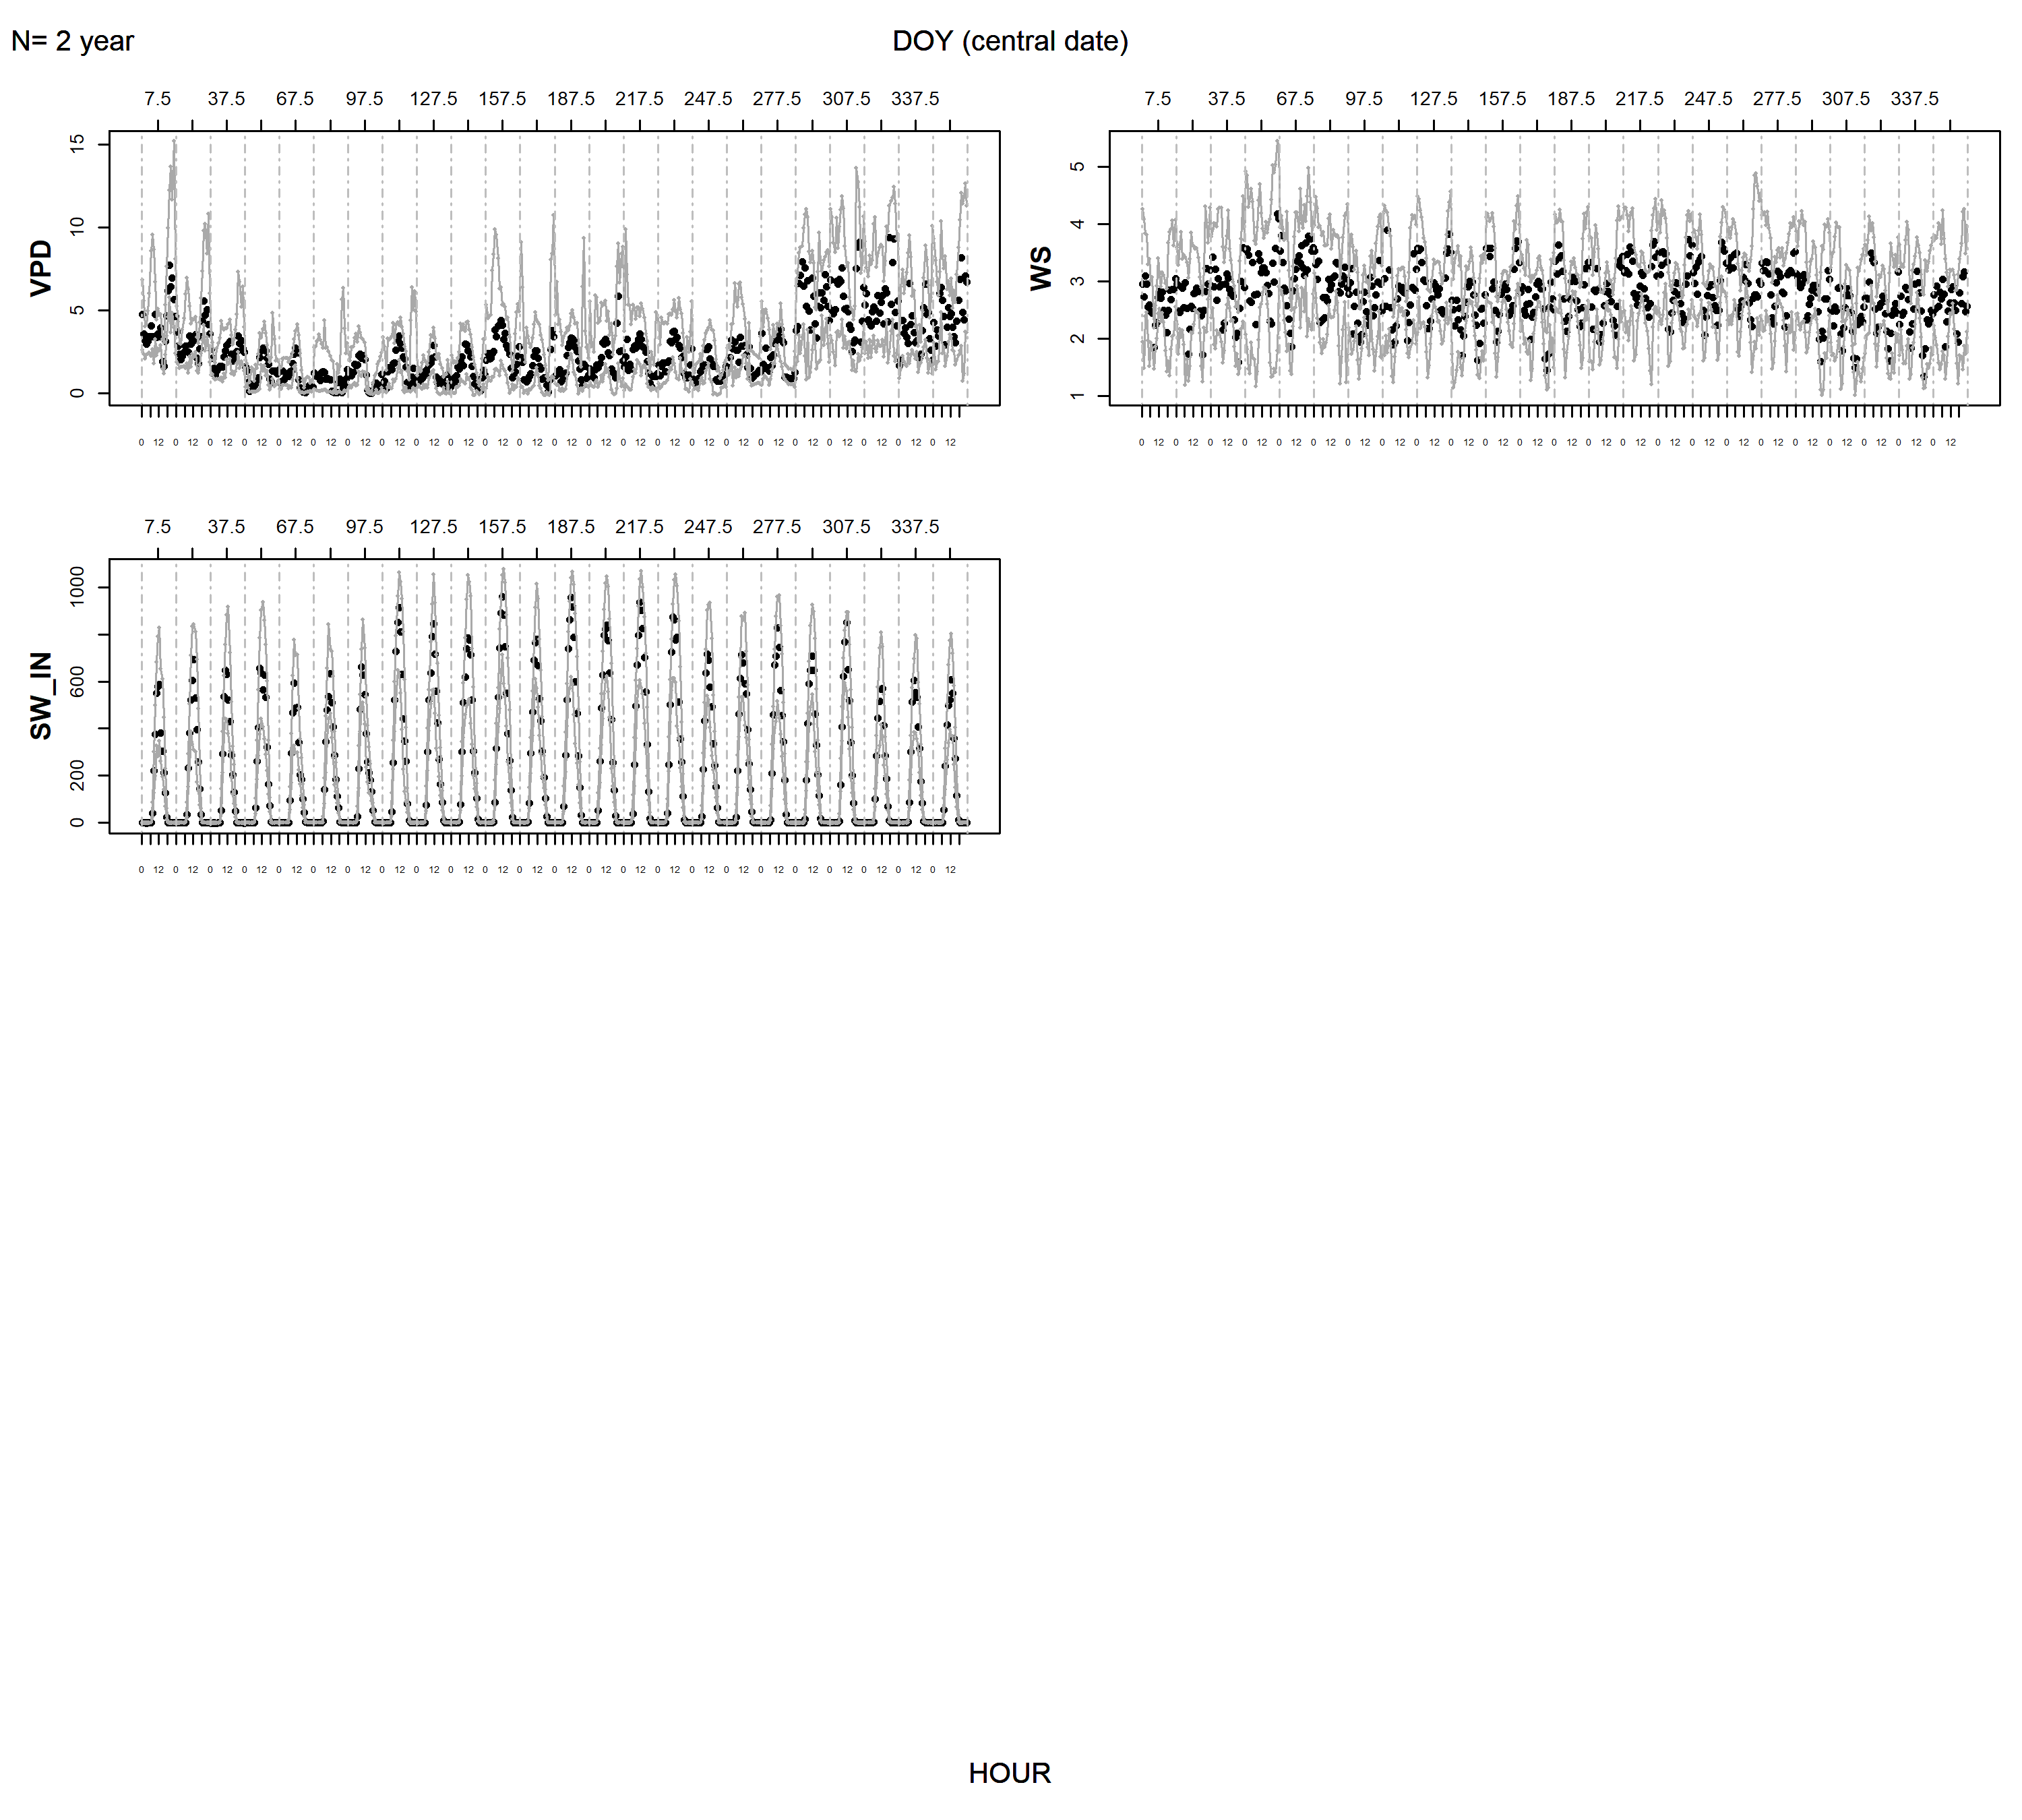 N= 2 year
DOY (central date)
7.5 37.5 67.5 97.5 127.5 157.5 187.5 217.5 247.5 277.5 307.5 337.5
VPD
15
10
5
0
0 12 0 12 0 12 0 12 0 12 0 12 0 12 0 12 0 12 0 12 0 12 0 12 0 12 0 12 0 12 0 12 0 12 0 12 0 12 0 12 0 12 0 12 0 12 0 12
7.5 37.5 67.5 97.5 127.5 157.5 187.5 217.5 247.5 277.5 307.5 337.5
WS
5
4
3
2
1
0 12 0 12 0 12 0 12 0 12 0 12 0 12 0 12 0 12 0 12 0 12 0 12 0 12 0 12 0 12 0 12 0 12 0 12 0 12 0 12 0 12 0 12 0 12 0 12
7.5 37.5 67.5 97.5 127.5 157.5 187.5 217.5 247.5 277.5 307.5 337.5
SW_IN
1000
600
200
0
0 12 0 12 0 12 0 12 0 12 0 12 0 12 0 12 0 12 0 12 0 12 0 12 0 12 0 12 0 12 0 12 0 12 0 12 0 12 0 12 0 12 0 12 0 12 0 12
HOUR